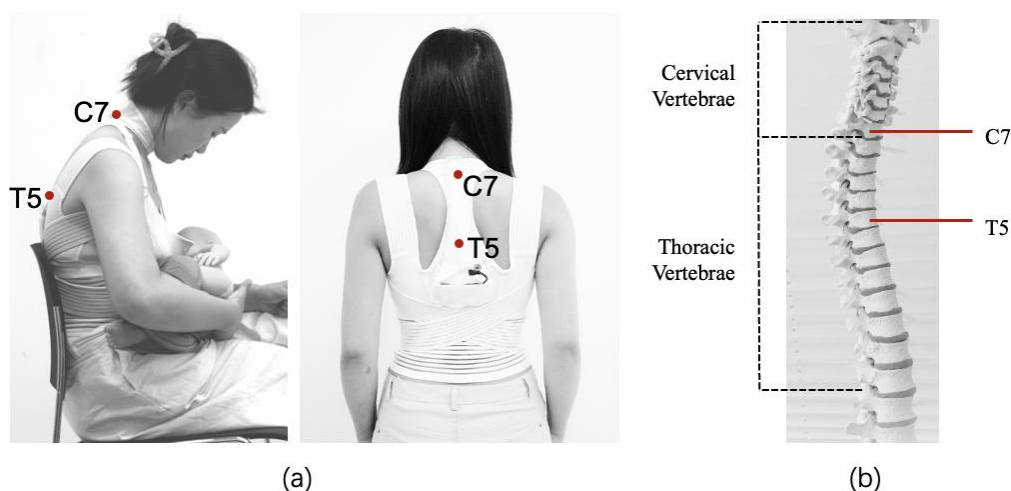 C7
T5
C7
T5
Cervical
Vertebrae
C7
T5
Thoracic
Vertebrae
(a)
(b)